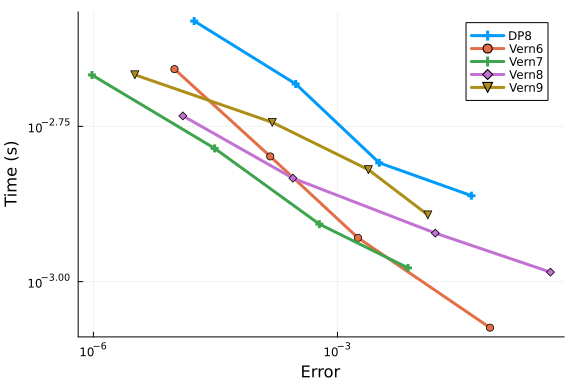 DP8
Vern6
Vern7
Vern8
Vern9
10^-2.75
10^-3.00
Time (s)
10^-6
10^-3
Error